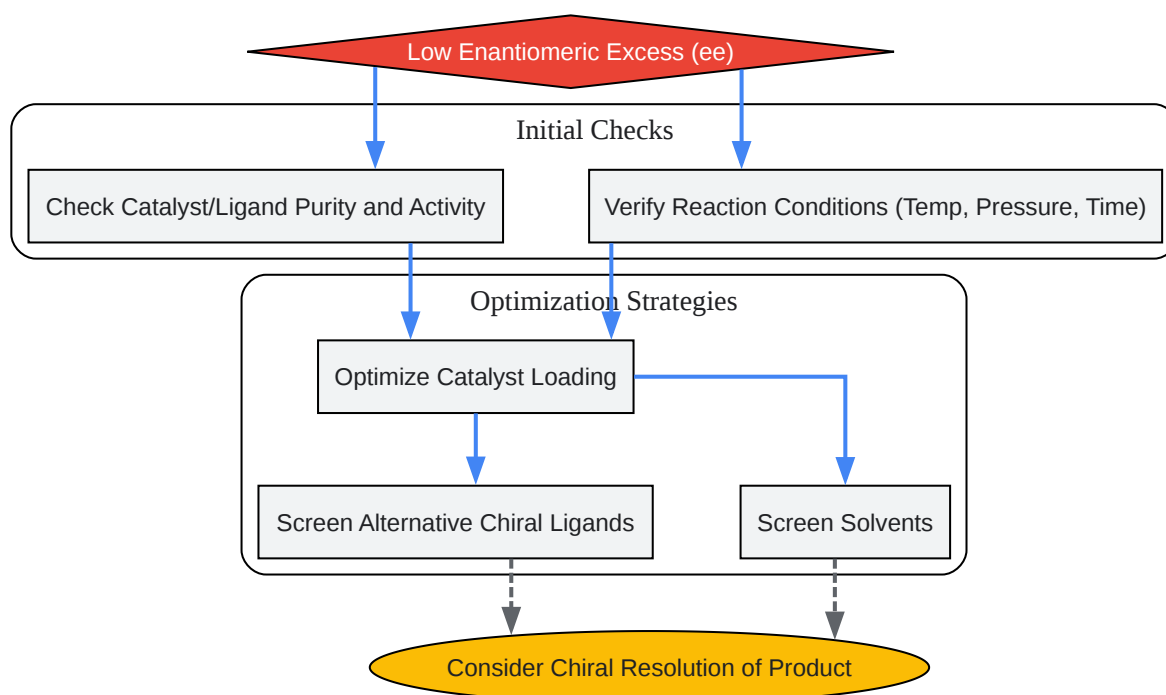 Low Enantiomeric Excess (ee)
Initial Checks
Check Catalyst/Ligand Purity and Activity
Verify Reaction Conditions (Temp, Pressure, Time)
Optimization Strategies
Optimize Catalyst Loading
Screen Alternative Chiral Ligands
Screen Solvents
Consider Chiral Resolution of Product